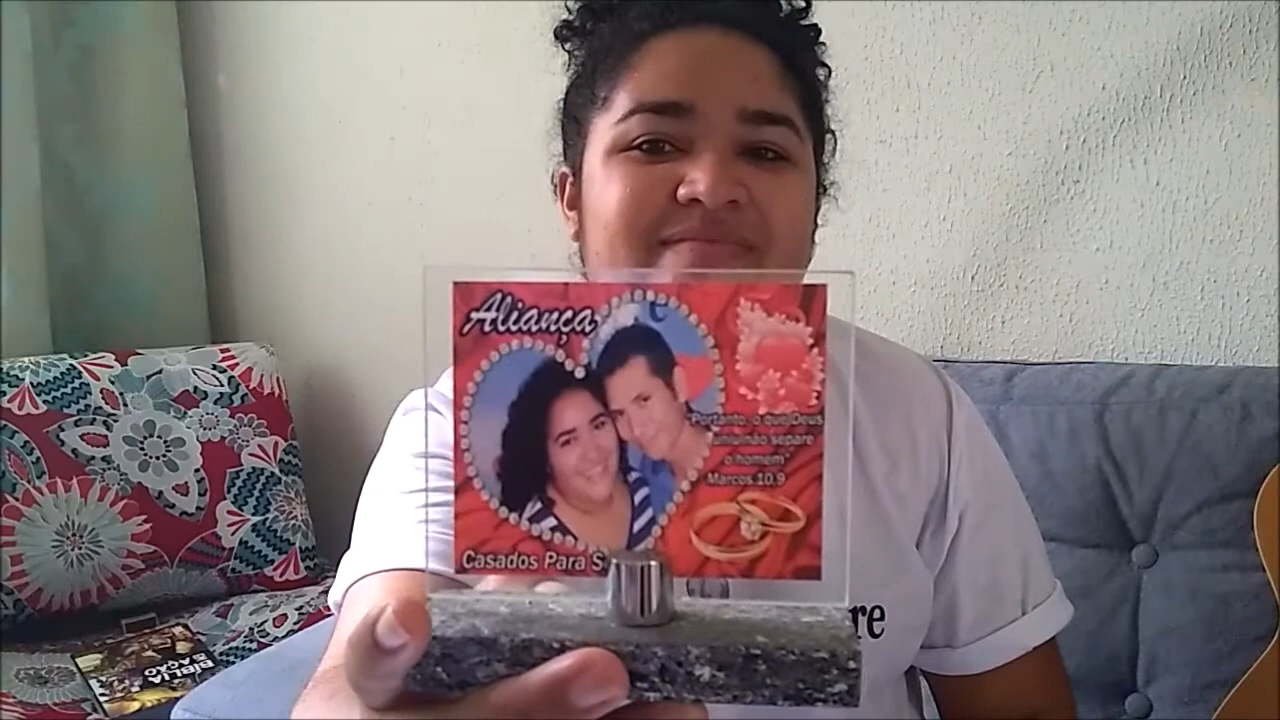 Aliança
"Portanto, o que Deus
uniu não separe
o homem"
Marcos 10.9
Casados Para S
re
BÍBLIA
AÇÃO